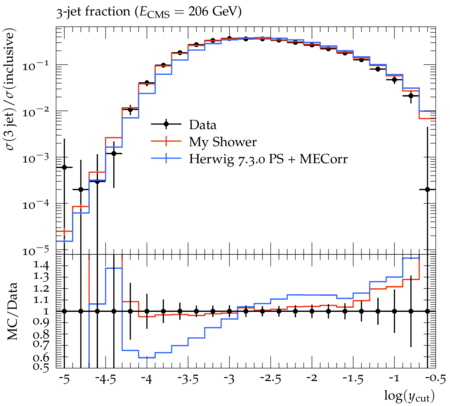 3-jet fraction (E_CMS = 206 GeV)
σ(3 jet)/σ(inclusive)
10⁻¹
10⁻²
10⁻³
10⁻⁴
10⁻⁵
Data
My Shower
Herwig 7.3.0 PS + MECorr
MC/Data
1.4
1.3
1.2
1.1
1
0.9
0.8
0.7
0.6
0.5
-5 -4.5 -4 -3.5 -3 -2.5 -2 -1.5 -1 -0.5
log(y_cut)